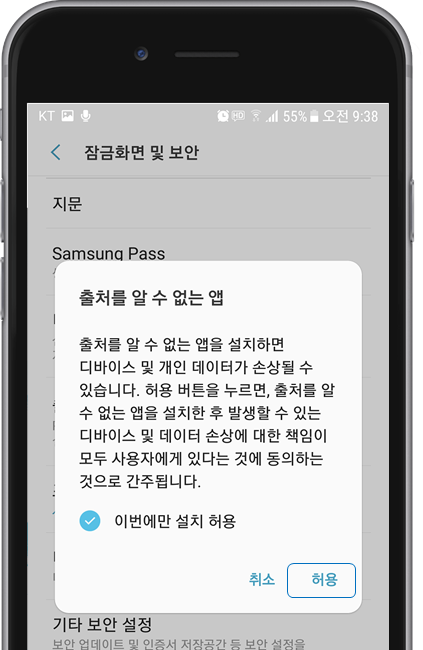 KT HD 55% 오전 9:38
잠금화면 및 보안
지문
Samsung Pass
출처를 알 수 없는 앱
출처를 알 수 없는 앱을 설치하면
디바이스 및 개인 데이터가 손상될 수
있습니다. 허용 버튼을 누르면, 출처를 알
수 없는 앱을 설치한 후 발생할 수 있는
디바이스 및 데이터 손상에 대한 책임이
모두 사용자에게 있다는 것에 동의하는
것으로 간주됩니다.
이번에만 설치 허용
취소 허용
기타 보안 설정
보안 업데이트 및 인증서 저장공간 등 보안 설정을